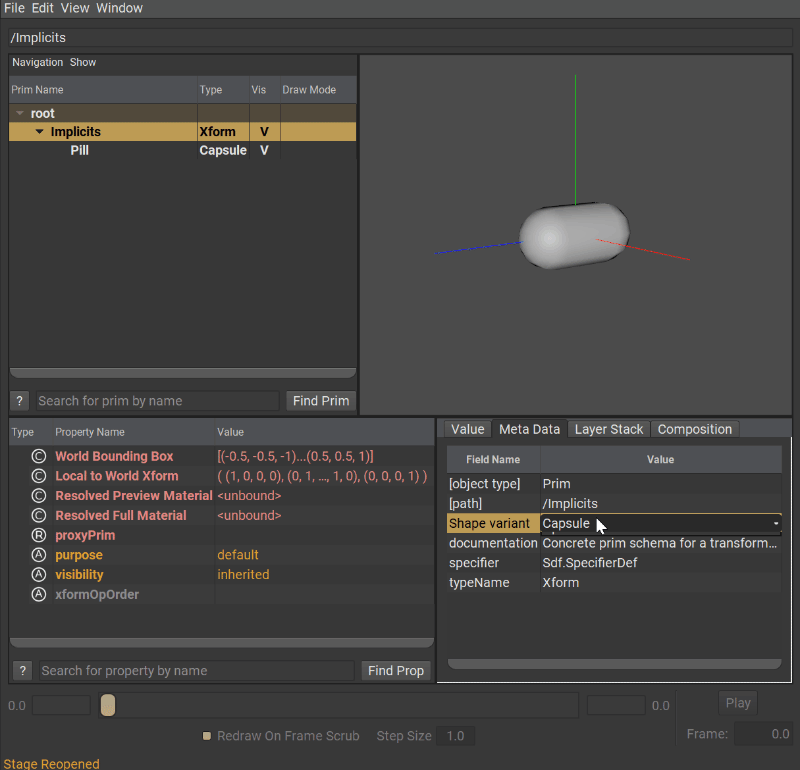 File Edit View Window
/Implicits
Navigation Show
Prim Name Type Vis Draw Mode
root
Implicits Xform V
Pill Capsule V
? Search for prim by name Find Prim
Type Property Name Value
C World Bounding Box [(-0.5, -0.5, -1)...(0.5, 0.5, 1)]
C Local to World Xform ( (1, 0, 0, 0), (0, 1, ..., 1, 0), (0, 0, 0, 1) )
C Resolved Preview Material <unbound>
C Resolved Full Material <unbound>
R proxyPrim
A purpose default
A visibility inherited
A xformOpOrder
? Search for property by name Find Prop
Value Meta Data Layer Stack Composition
Field Name Value
[object type] Prim
[path] /Implicits
Shape variant Capsule
documentation Concrete prim schema for a transform...
specifier Sdf.SpecifierDef
typeName Xform
0.0 0.0 Play
Redraw On Frame Scrub Step Size 1.0 Frame: 0.0
Stage Reopened